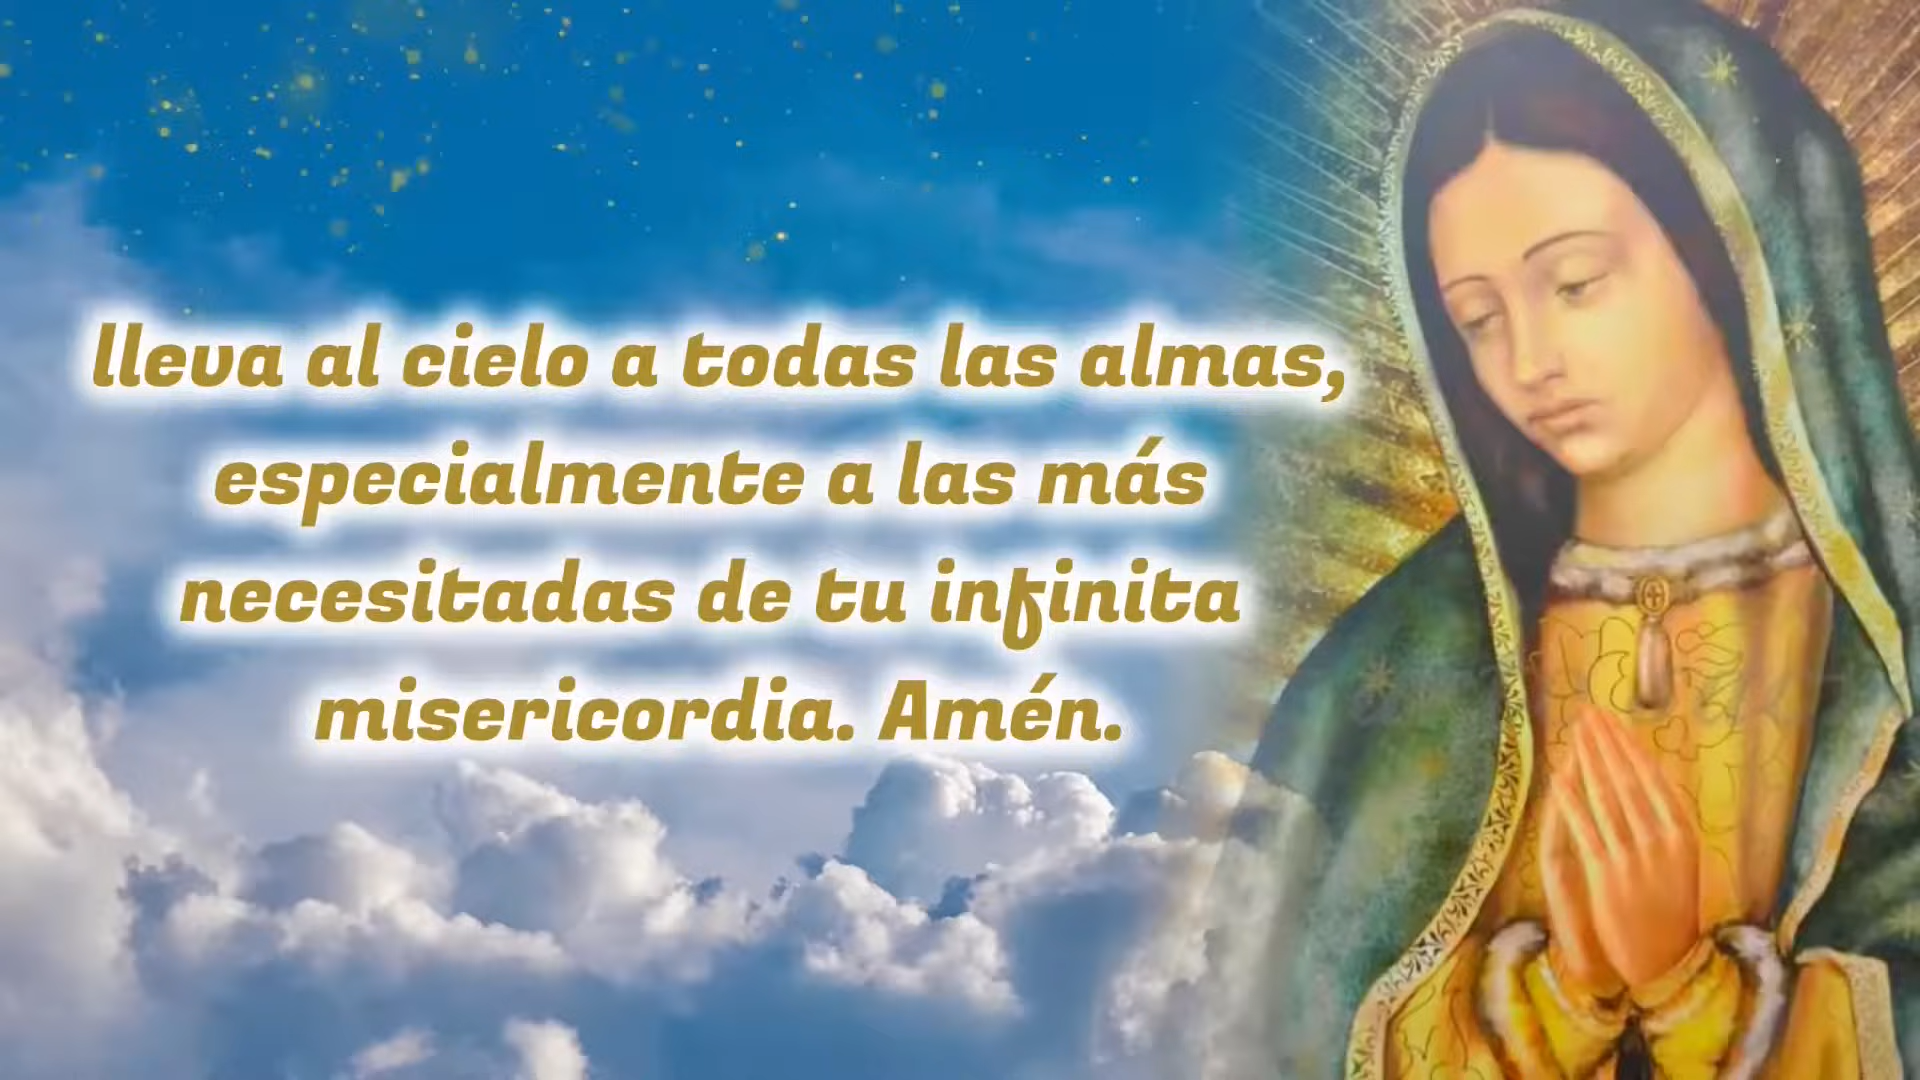 lleva al cielo a todas las almas,
especialmente a las más
necesitadas de tu infinita
misericordia. Amén.